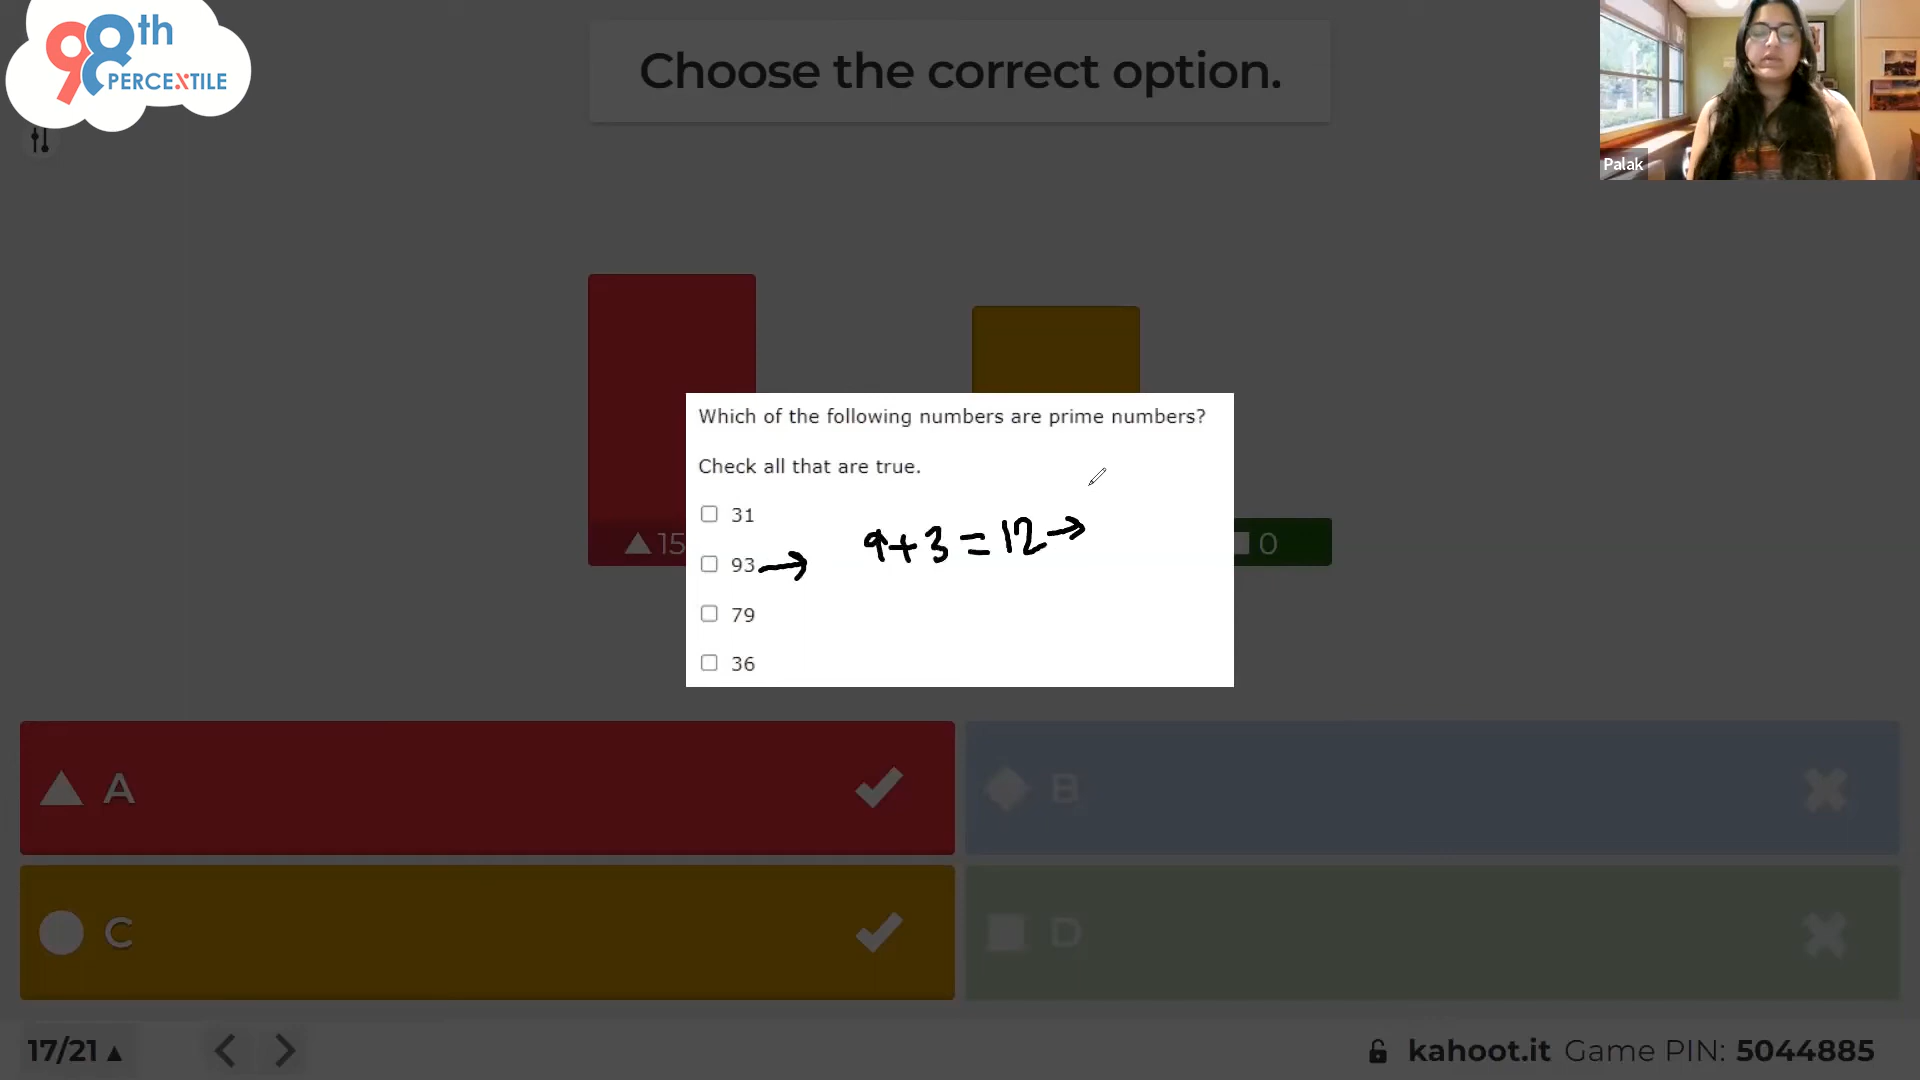 98th
PERCEXTILE
Choose the correct option.
Palak
Which of the following numbers are prime numbers?
Check all that are true.
31
15
9+3=12→
0
93→
79
36
A
B
C
D
17/21
kahoot.it Game PIN: 5044885